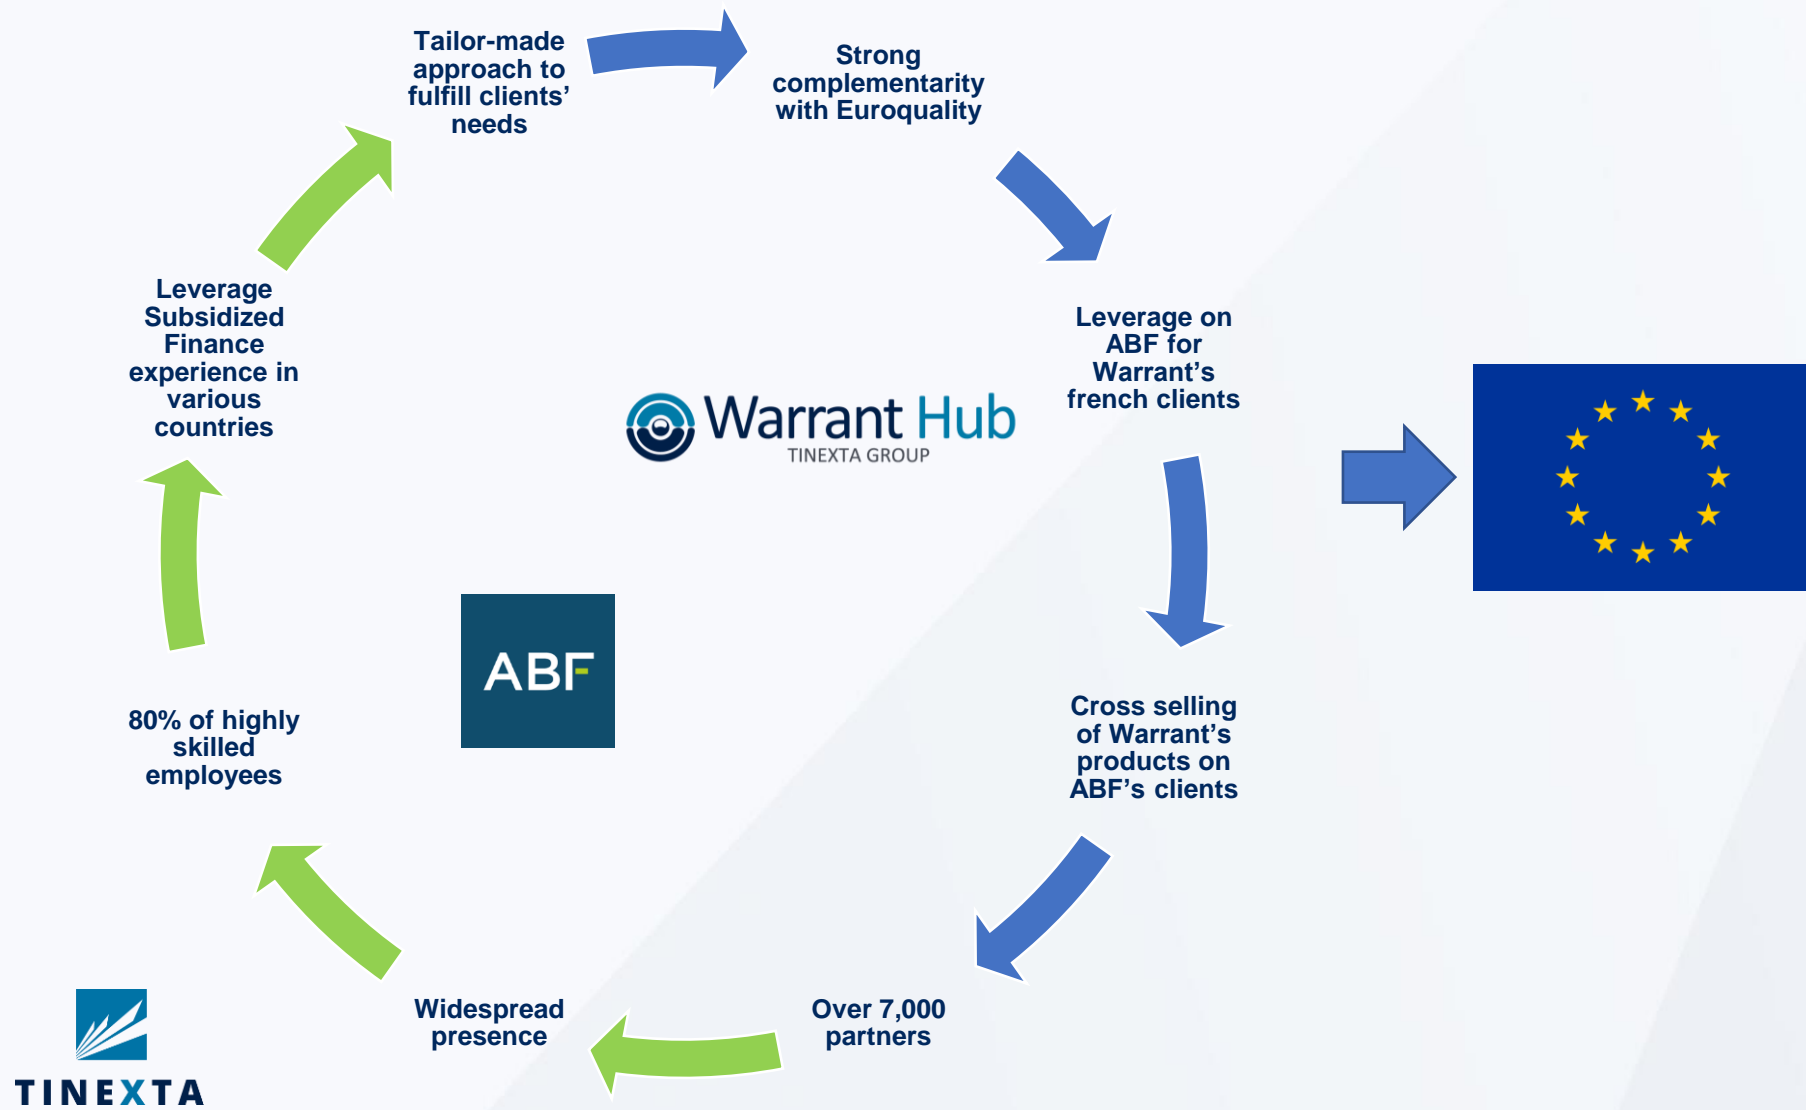 Tailor-made
approach to
fulfill clients’
needs
Strong
complementarity
with Euroquality
Leverage on
ABF for
Warrant’s
french clients
Cross selling
of Warrant’s
products on
ABF’s clients
Over 7,000
partners
Widespread
presence
80% of highly
skilled
employees
Leverage
Subsidized
Finance
experience in
various
countries
Warrant Hub
TINEXTA GROUP
ABF
TINEXTA